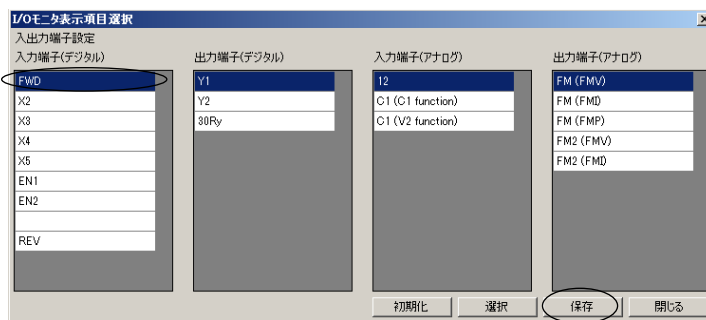 I/Oモニタ表示項目選択
入出力端子設定
入力端子(デジタル)
FWD
X2
X3
X4
X5
EN1
EN2
REV
出力端子(デジタル)
Y1
Y2
30Ry
入力端子(アナログ)
12
C1 (C1 function)
C1 (V2 function)
出力端子(アナログ)
FM (FMV)
FM (FMI)
FM (FMP)
FM2 (FMV)
FM2 (FMI)
初期化 選択 保存 閉じる